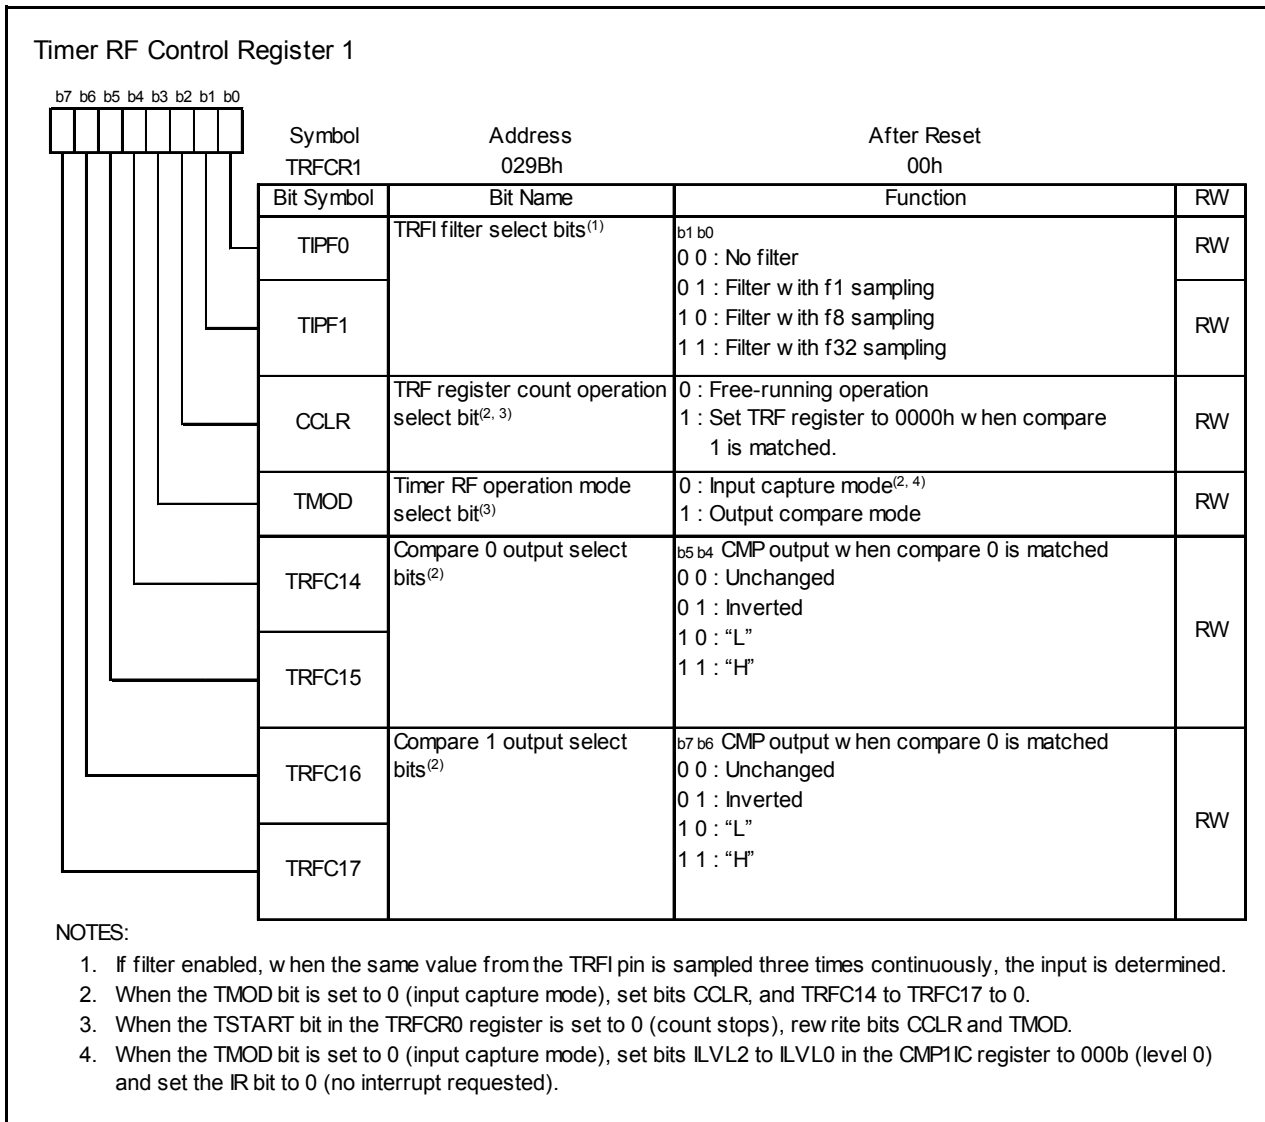 Timer RF Control Register 1
b7 b6 b5 b4 b3 b2 b1 b0
Symbol Address After Reset
TRFCR1 029Bh 00h
Bit Symbol Bit Name Function RW
TIPF0 TRFI filter select bits(1) b1 b0 RW
0 0 : No filter
0 1 : Filter with f1 sampling
TIPF1 1 0 : Filter with f8 sampling RW
1 1 : Filter with f32 sampling
CCLR TRF register count operation 0 : Free-running operation RW
select bit(2, 3) 1 : Set TRF register to 0000h when compare
1 is matched.
TMOD Timer RF operation mode 0 : Input capture mode(2, 4) RW
select bit(3) 1 : Output compare mode
TRFC14 Compare 0 output select b5 b4 CMP output when compare 0 is matched RW
bits(2) 0 0 : Unchanged
0 1 : Inverted
1 0 : “L”
TRFC15 1 1 : “H”
TRFC16 Compare 1 output select b7 b6 CMP output when compare 0 is matched RW
bits(2) 0 0 : Unchanged
0 1 : Inverted
1 0 : “L”
TRFC17 1 1 : “H”
NOTES:
1. If filter enabled, when the same value from the TRFI pin is sampled three times continuously, the input is determined.
2. When the TMOD bit is set to 0 (input capture mode), set bits CCLR, and TRFC14 to TRFC17 to 0.
3. When the TSTART bit in the TRFCR0 register is set to 0 (count stops), rewrite bits CCLR and TMOD.
4. When the TMOD bit is set to 0 (input capture mode), set bits ILVL2 to ILVL0 in the CMP1IC register to 000b (level 0)
and set the IR bit to 0 (no interrupt requested).